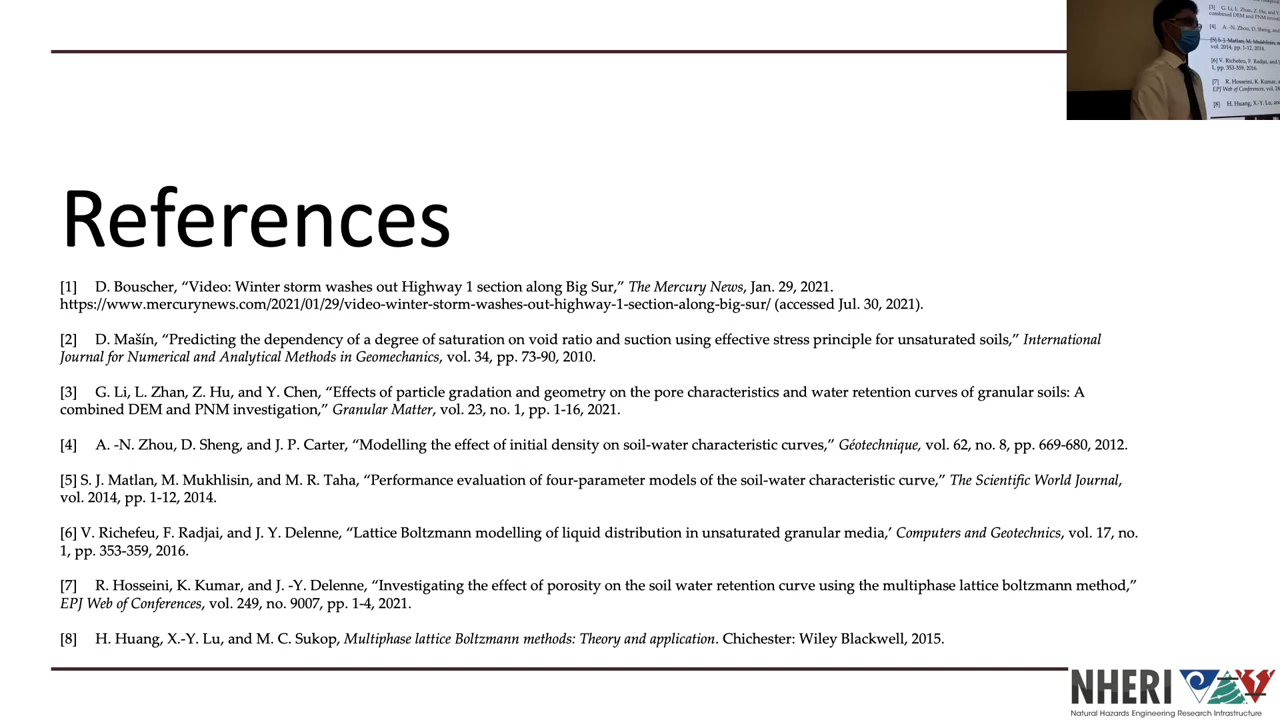 References
[1] D. Bouscher, “Video: Winter storm washes out Highway 1 section along Big Sur,” The Mercury News, Jan. 29, 2021.
https://www.mercurynews.com/2021/01/29/video-winter-storm-washes-out-highway-1-section-along-big-sur/ (accessed Jul. 30, 2021).
[2] D. Mašín, “Predicting the dependency of a degree of saturation on void ratio and suction using effective stress principle for unsaturated soils,” International
Journal for Numerical and Analytical Methods in Geomechanics, vol. 34, pp. 73-90, 2010.
[3] G. Li, L. Zhan, Z. Hu, and Y. Chen, “Effects of particle gradation and geometry on the pore characteristics and water retention curves of granular soils: A
combined DEM and PNM investigation,” Granular Matter, vol. 23, no. 1, pp. 1-16, 2021.
[4] A. -N. Zhou, D. Sheng, and J. P. Carter, “Modelling the effect of initial density on soil-water characteristic curves,” Géotechnique, vol. 62, no. 8, pp. 669-680, 2012.
[5] S. J. Matlan, M. Mukhlisin, and M. R. Taha, “Performance evaluation of four-parameter models of the soil-water characteristic curve,” The Scientific World Journal,
vol. 2014, pp. 1-12, 2014.
[6] V. Richefeu, F. Radjai, and J. Y. Delenne, “Lattice Boltzmann modelling of liquid distribution in unsaturated granular media,’ Computers and Geotechnics, vol. 17, no.
1, pp. 353-359, 2016.
[7] R. Hosseini, K. Kumar, and J. -Y. Delenne, “Investigating the effect of porosity on the soil water retention curve using the multiphase lattice boltzmann method,”
EPJ Web of Conferences, vol. 249, no. 9007, pp. 1-4, 2021.
[8] H. Huang, X.-Y. Lu, and M. C. Sukop, Multiphase lattice Boltzmann methods: Theory and application. Chichester: Wiley Blackwell, 2015.
NHERI
Natural Hazards Engineering Research Infrastructure